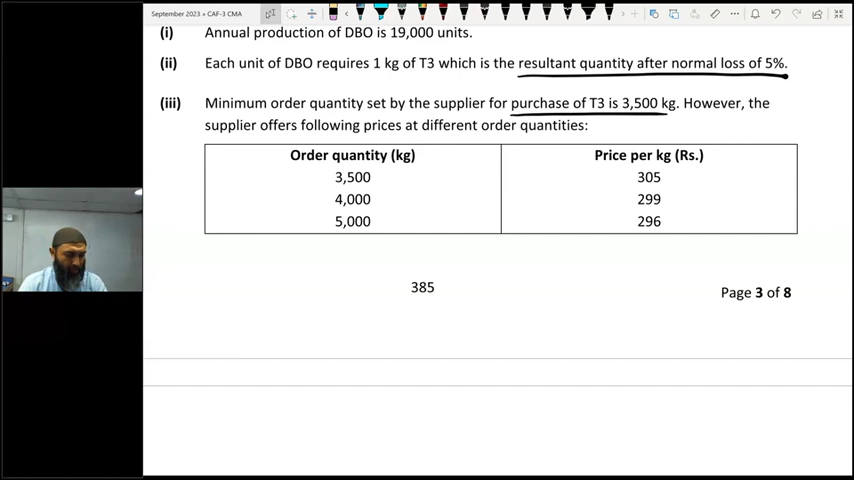 September 2023 » CAF-3 CMA
(i) Annual production of DBO is 19,000 units.
(ii) Each unit of DBO requires 1 kg of T3 which is the resultant quantity after normal loss of 5%.
(iii) Minimum order quantity set by the supplier for purchase of T3 is 3,500 kg. However, the
supplier offers following prices at different order quantities:
Order quantity (kg) Price per kg (Rs.)
3,500 305
4,000 299
5,000 296
385
Page 3 of 8